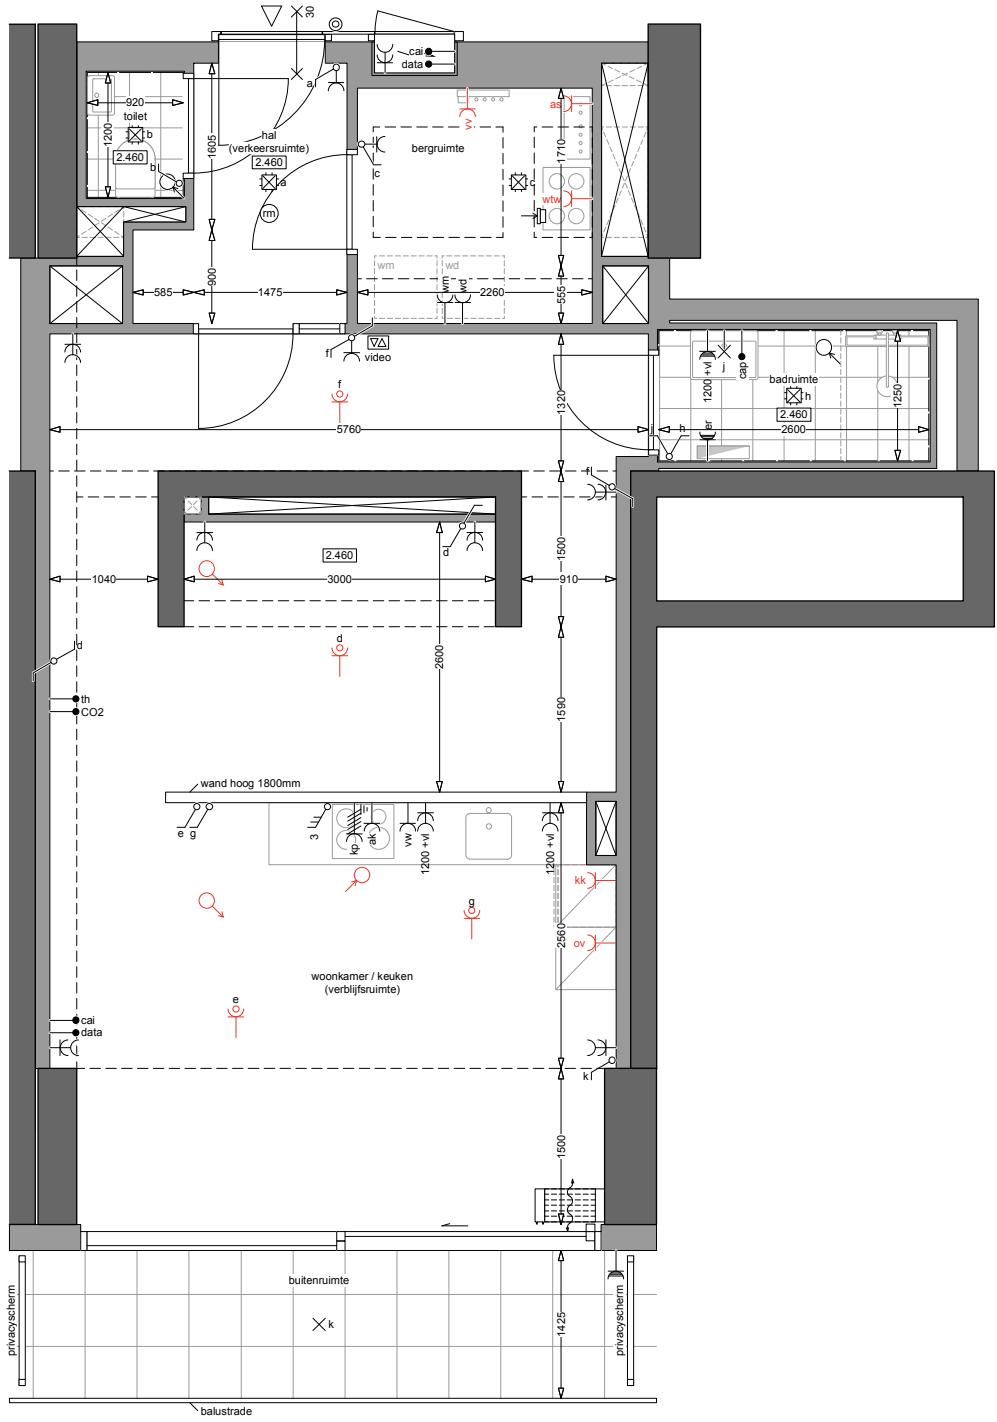 30
cai
data
a
920
toilet
b
1200
2.460
b
1605
hal
(verkeersruimte)
2.460
a
rm
c
vv
as
bergruimte
1710
c
wtw
wm
wd
wm
wd
900
585
1475
2260
555
f
video
f
1320
5760
1200 +vl
j
cap
badruimte
h
2.460
2600
1250
er
j
h
f
d
2.460
1040
3000
910
1500
d
2600
1590
d
th
CO2
wand hoog 1800mm
e
g
3
kp
ak
vw
1200 +vl
1200 +vl
kk
g
ov
2560
woonkamer / keuken
(verblijfsruimte)
e
cai
data
k
1500
buitenruimte
k
1425
privacyscherm
privacyscherm
balustrade